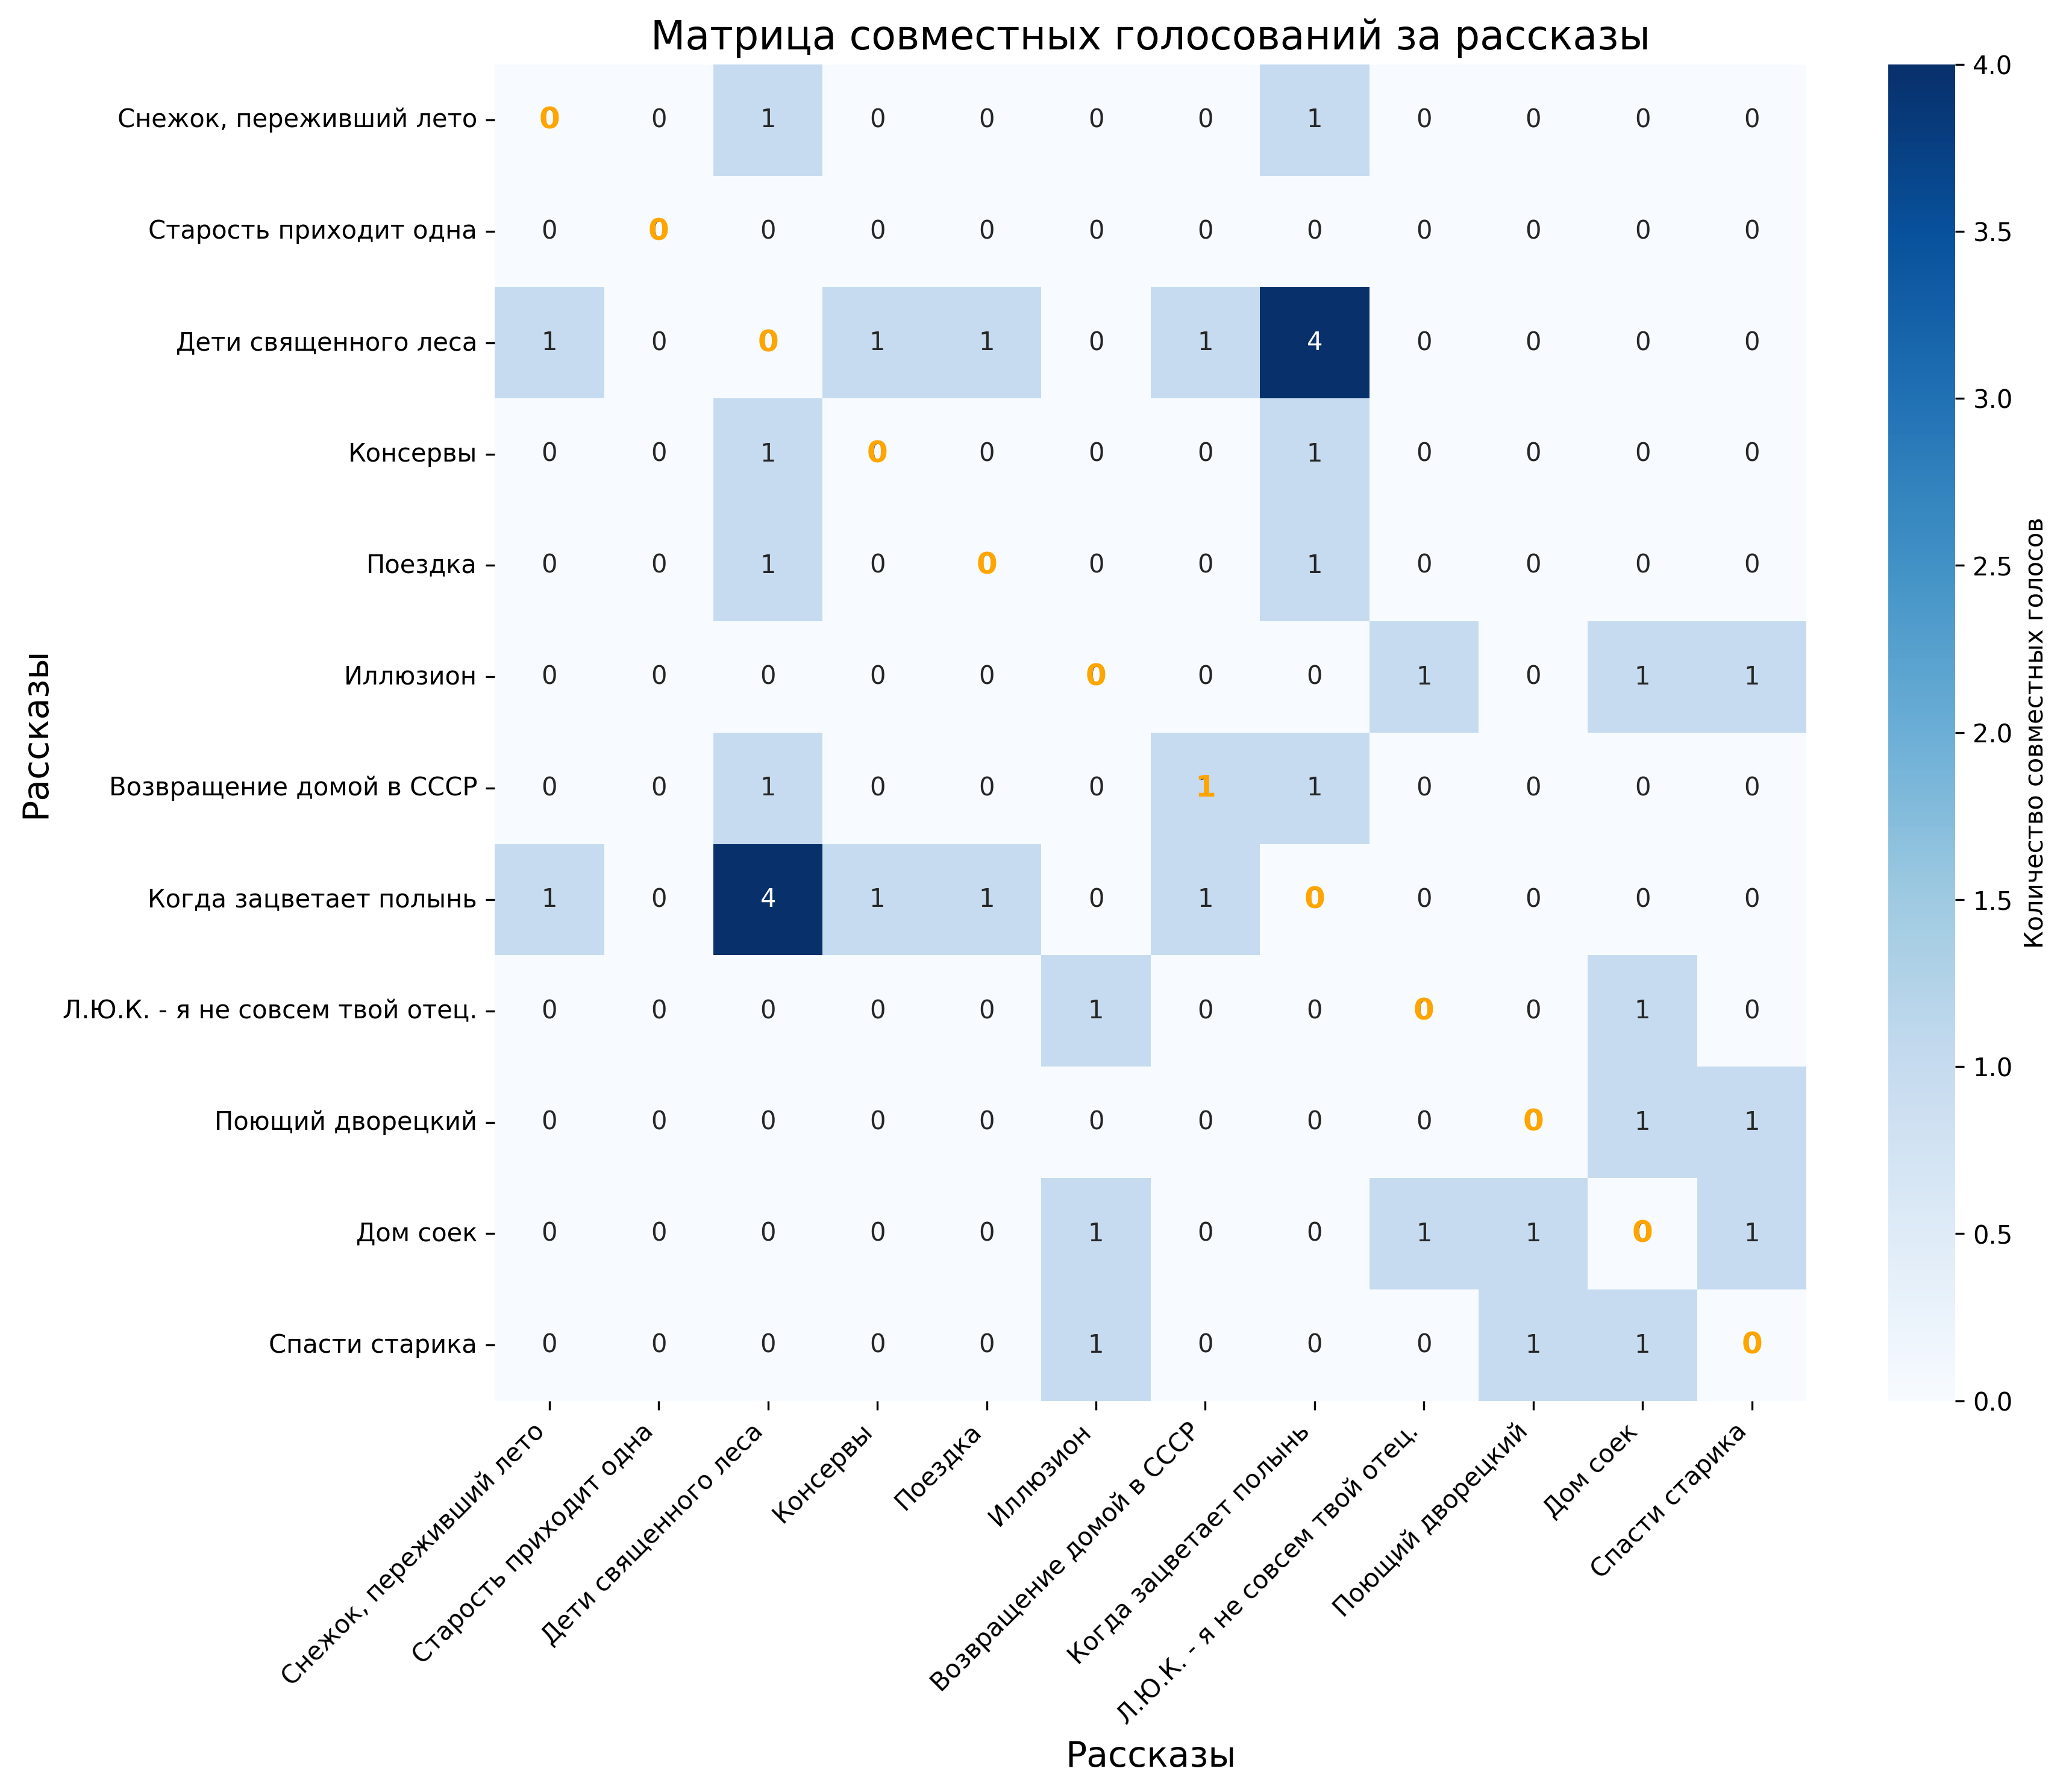 Матрица совместных голосований за рассказы
Снежок, переживший лето 0 0 1 0 0 0 0 1 0 0 0 0
Старость приходит одна 0 0 0 0 0 0 0 0 0 0 0 0
Дети священного леса 1 0 0 1 1 0 1 4 0 0 0 0
Консервы 0 0 1 0 0 0 0 1 0 0 0 0
Поездка 0 0 1 0 0 0 0 1 0 0 0 0
Иллюзион 0 0 0 0 0 0 0 0 1 0 1 1
Возвращение домой в СССР 0 0 1 0 0 0 1 1 0 0 0 0
Когда зацветает полынь 1 0 4 1 1 0 1 0 0 0 0 0
Л.Ю.К. - я не совсем твой отец. 0 0 0 0 0 1 0 0 0 0 1 0
Поющий дворецкий 0 0 0 0 0 0 0 0 0 0 1 1
Дом соек 0 0 0 0 0 1 0 0 1 1 0 1
Спасти старика 0 0 0 0 0 1 0 0 0 1 1 0
Рассказы
Снежок, переживший лето
Старость приходит одна
Дети священного леса
Консервы
Поездка
Иллюзион
Возвращение домой в СССР
Когда зацветает полынь
Л.Ю.К. - я не совсем твой отец.
Поющий дворецкий
Дом соек
Спасти старика
Рассказы
4.0
3.5
3.0
2.5
2.0
1.5
1.0
0.5
0.0
Количество совместных голосов